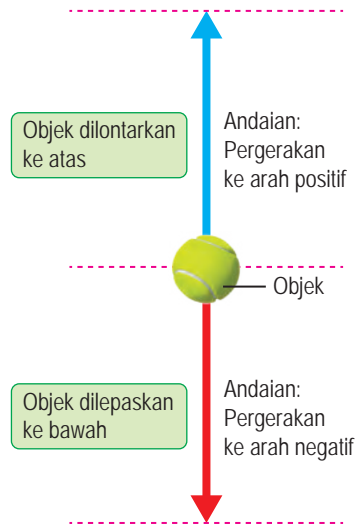 Objek dilontarkan
ke atas
Andaian:
Pergerakan
ke arah positif
Objek
Objek dilepaskan
ke bawah
Andaian:
Pergerakan
ke arah negatif